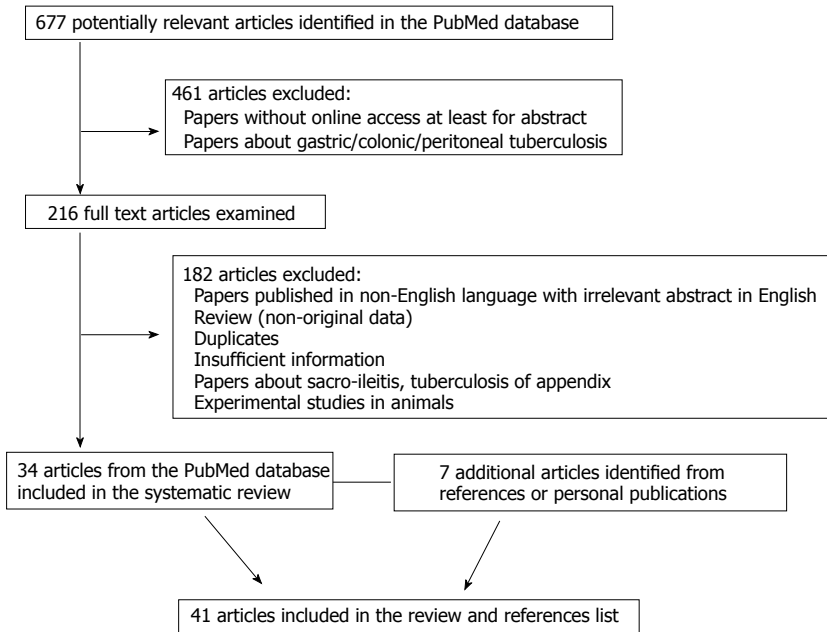 677 potentially relevant articles identified in the PubMed database
461 articles excluded:
Papers without online access at least for abstract
Papers about gastric/colonic/peritoneal tuberculosis
216 full text articles examined
182 articles excluded:
Papers published in non-English language with irrelevant abstract in English
Review (non-original data)
Duplicates
Insufficient information
Papers about sacro-ileitis, tuberculosis of appendix
Experimental studies in animals
34 articles from the PubMed database
included in the systematic review
7 additional articles identified from
references or personal publications
41 articles included in the review and references list